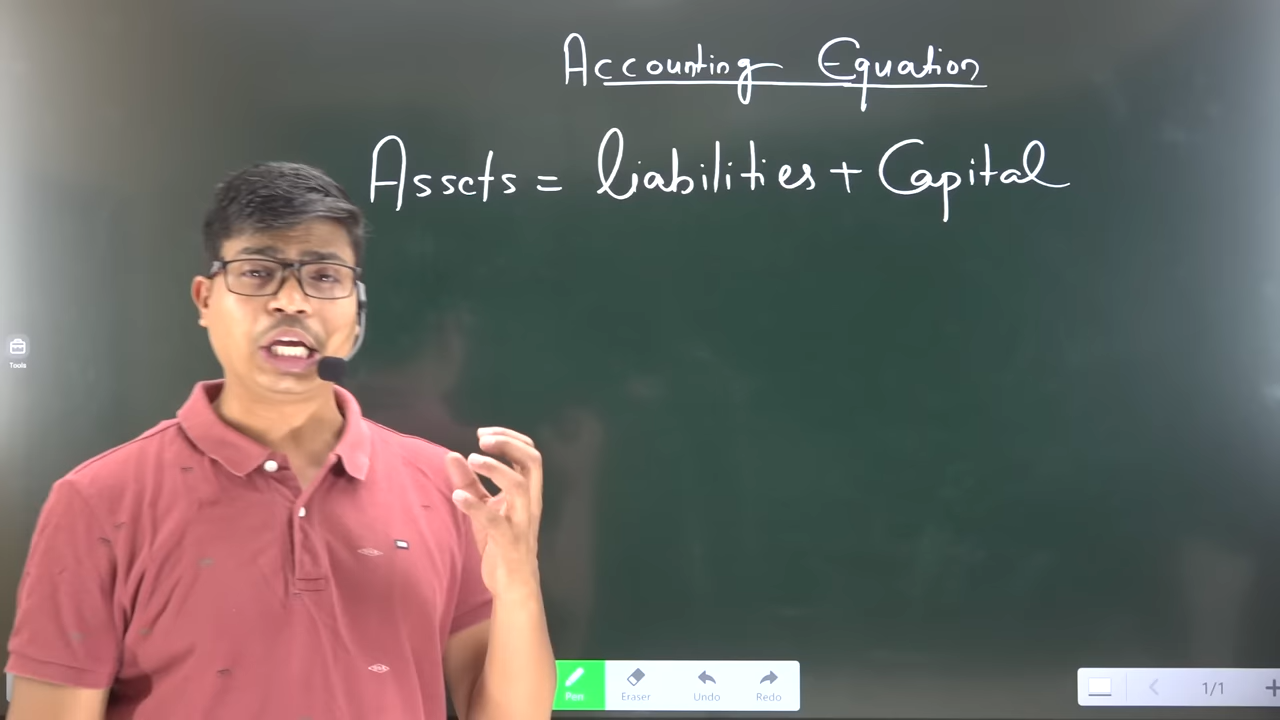 Accounting Equation
Assets = liabilities + Capital
Tools
Pen
Eraser
Undo
Redo
1/1